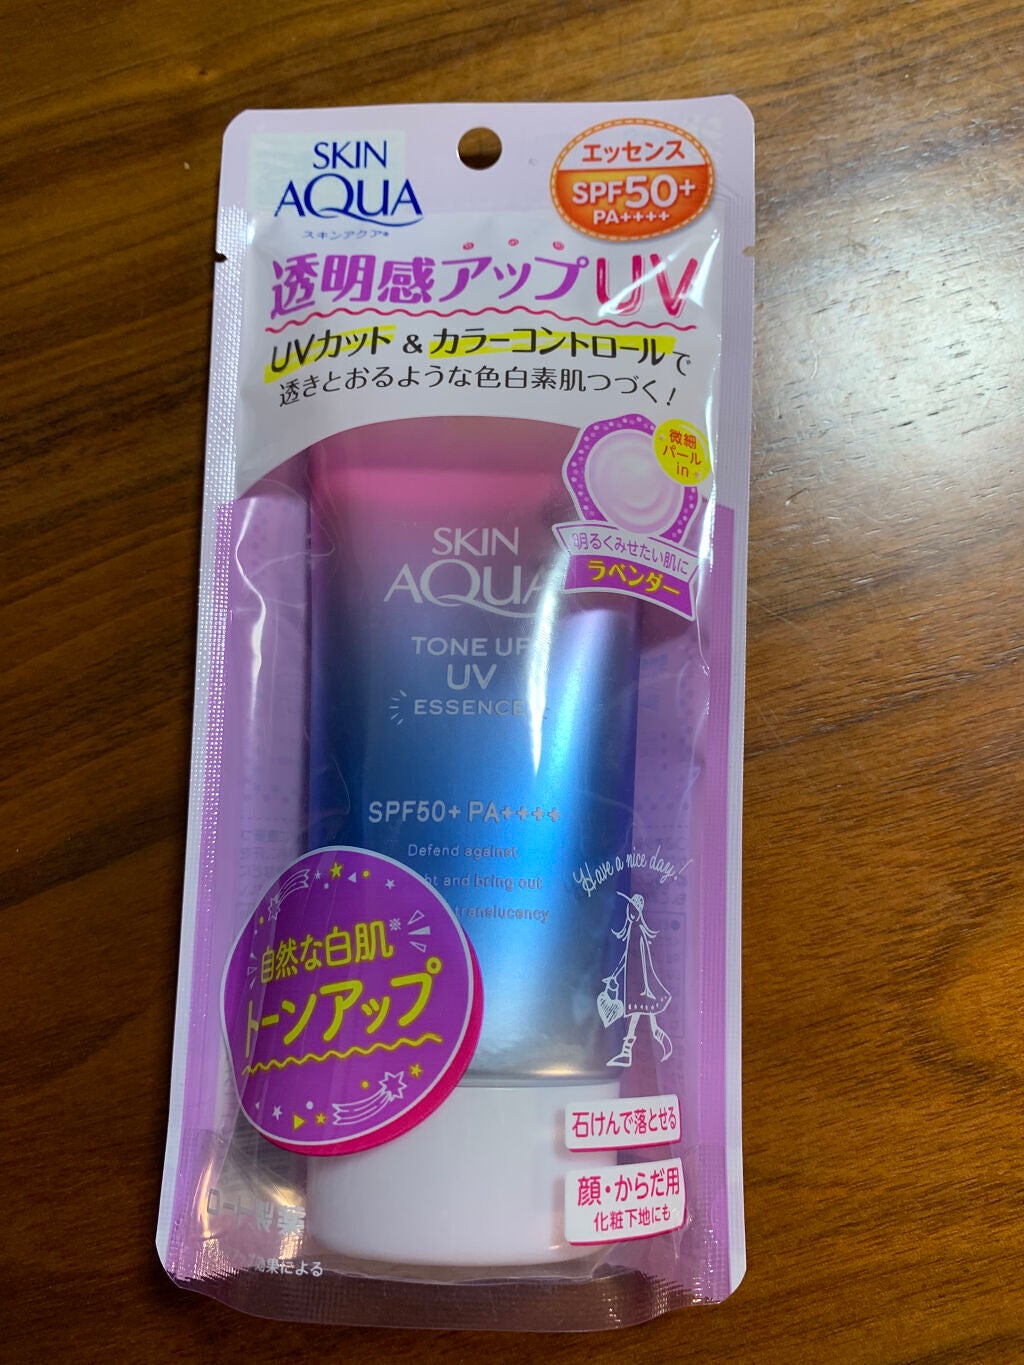 SKIN
AQUA
スキンアクア®
エッセンス
SPF50+
PA++++
透明感アップUV
UVカット & カラーコントロールで
透きとおるような色白素肌つづく!
微細
パール
in
明るくみせたい肌に
ラベンダー
SKIN
AQUA
TONE UP
UV
ESSENCE
SPF50+ PA++++
Defend against
and bring out
translucency
Have a nice day!
自然な白肌※
トーンアップ
石けんで落とせる
顔・からだ用
化粧下地にも
ロート製薬
効果による